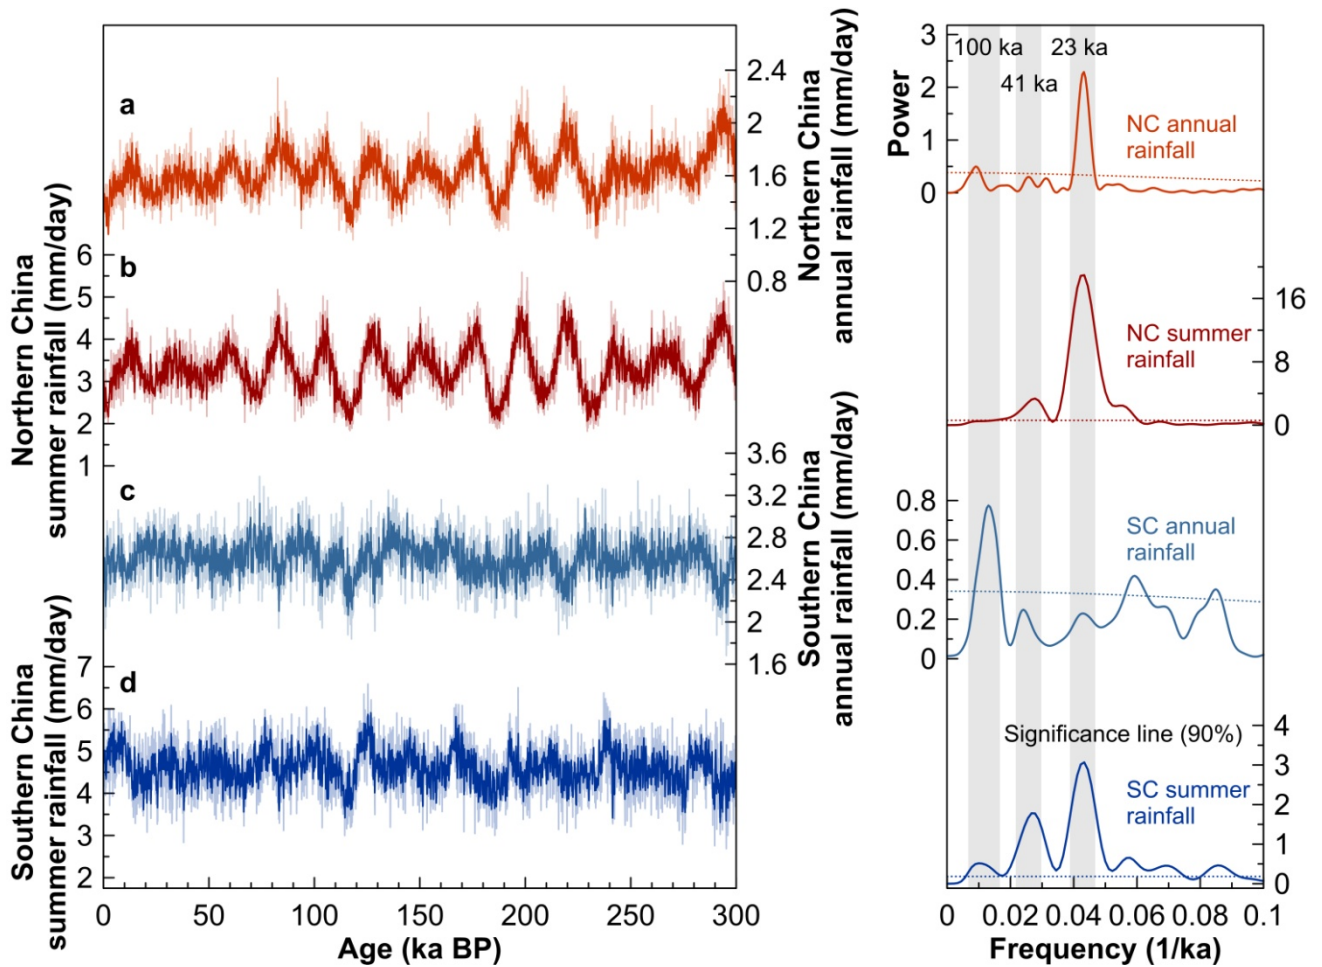 a
b
c
d
Northern China
summer rainfall (mm/day)
6
5
4
3
2
1
Southern China
summer rainfall (mm/day)
7
6
5
4
3
2
2.4
2
1.6
1.2
0.8
Northern China
annual rainfall (mm/day)
3.6
3.2
2.8
2.4
2
1.6
Southern China
annual rainfall (mm/day)
0
50
100
150
200
250
300
Age (ka BP)
Power
3
2
1
0
100 ka
23 ka
41 ka
NC annual
rainfall
16
8
0
NC summer
rainfall
0.8
0.6
0.4
0.2
0
SC annual
rainfall
Significance line (90%)
4
3
2
1
0
SC summer
rainfall
0
0.02
0.04
0.06
0.08
0.1
Frequency (1/ka)